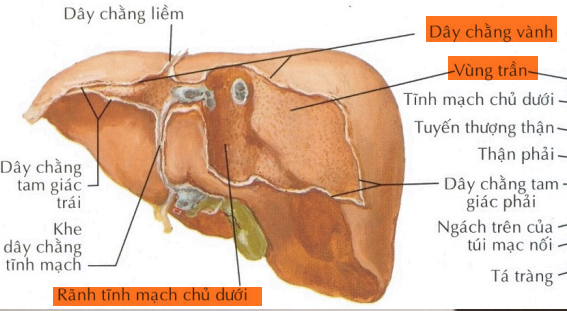 Dây chằng liềm
Dây chằng vành
Vùng trần
Tĩnh mạch chủ dưới
Tuyến thượng thận
Thận phải
Dây chằng tam
giác phải
Ngách trên của
túi mạc nối
Tá tràng
Dây chằng
tam giác
trái
Khe
dây chằng
tĩnh mạch
Rãnh tĩnh mạch chủ dưới